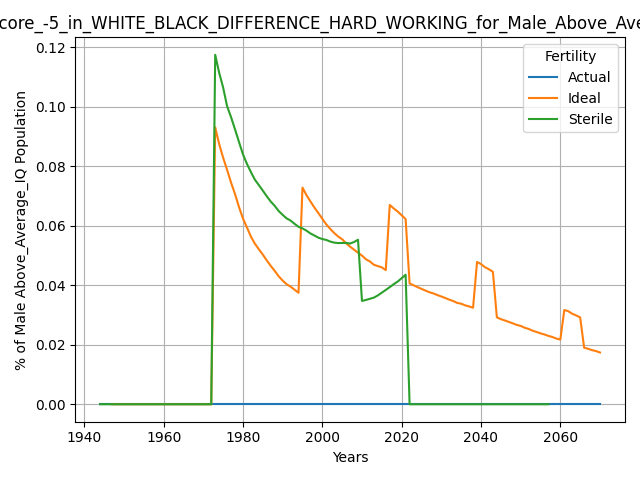 core_-5_in_WHITE_BLACK_DIFFERENCE_HARD_WORKING_for_Male_Above_Ave
% of Male Above_Average_IQ Population
0.12
0.10
0.08
0.06
0.04
0.02
0.00
Fertility
Actual
Ideal
Sterile
1940 1960 1980 2000 2020 2040 2060
Years